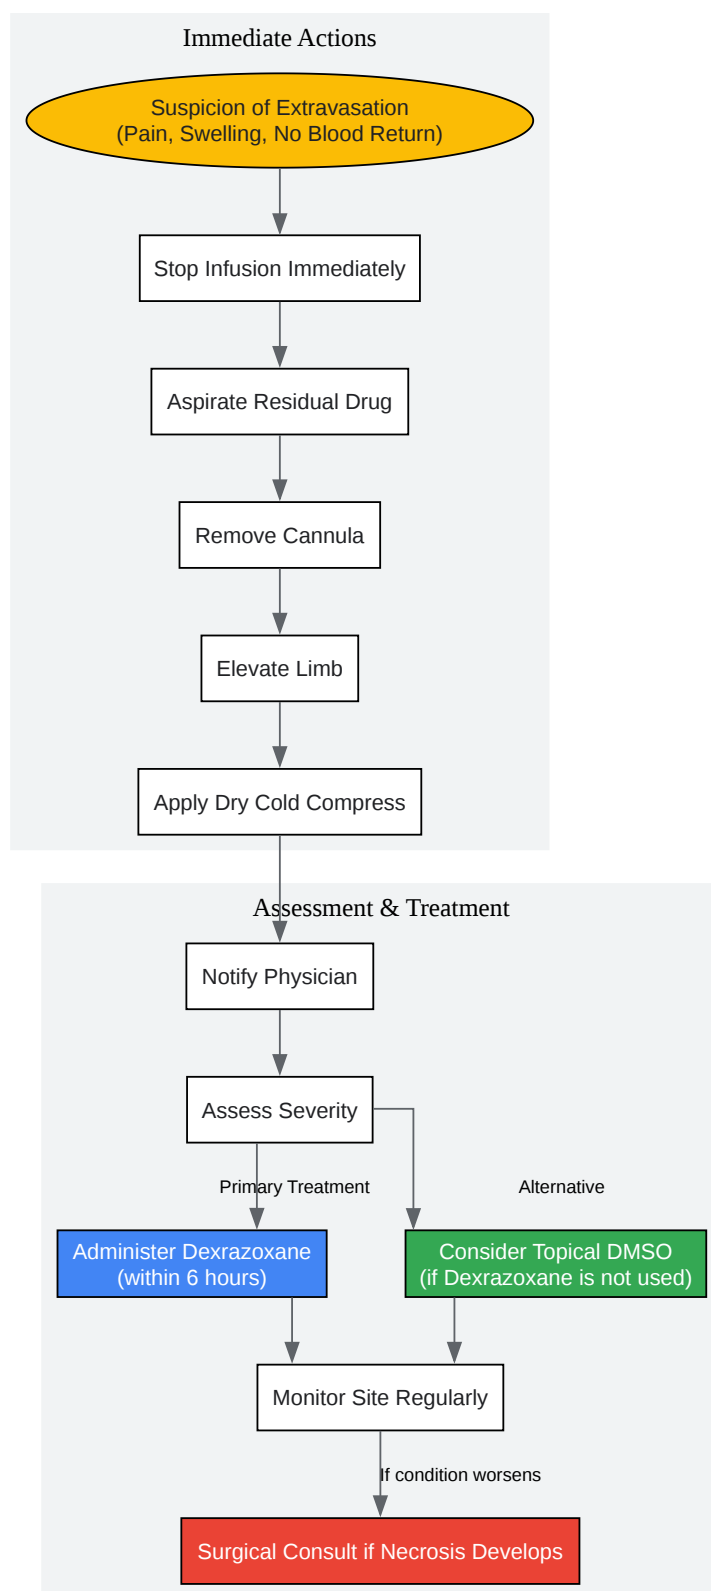 Immediate Actions
Suspicion of Extravasation
(Pain, Swelling, No Blood Return)
Stop Infusion Immediately
Aspirate Residual Drug
Remove Cannula
Elevate Limb
Apply Dry Cold Compress
Assessment & Treatment
Notify Physician
Assess Severity
Primary Treatment
Alternative
Administer Dexrazoxane
(within 6 hours)
Consider Topical DMSO
(if Dexrazoxane is not used)
Monitor Site Regularly
If condition worsens
Surgical Consult if Necrosis Develops